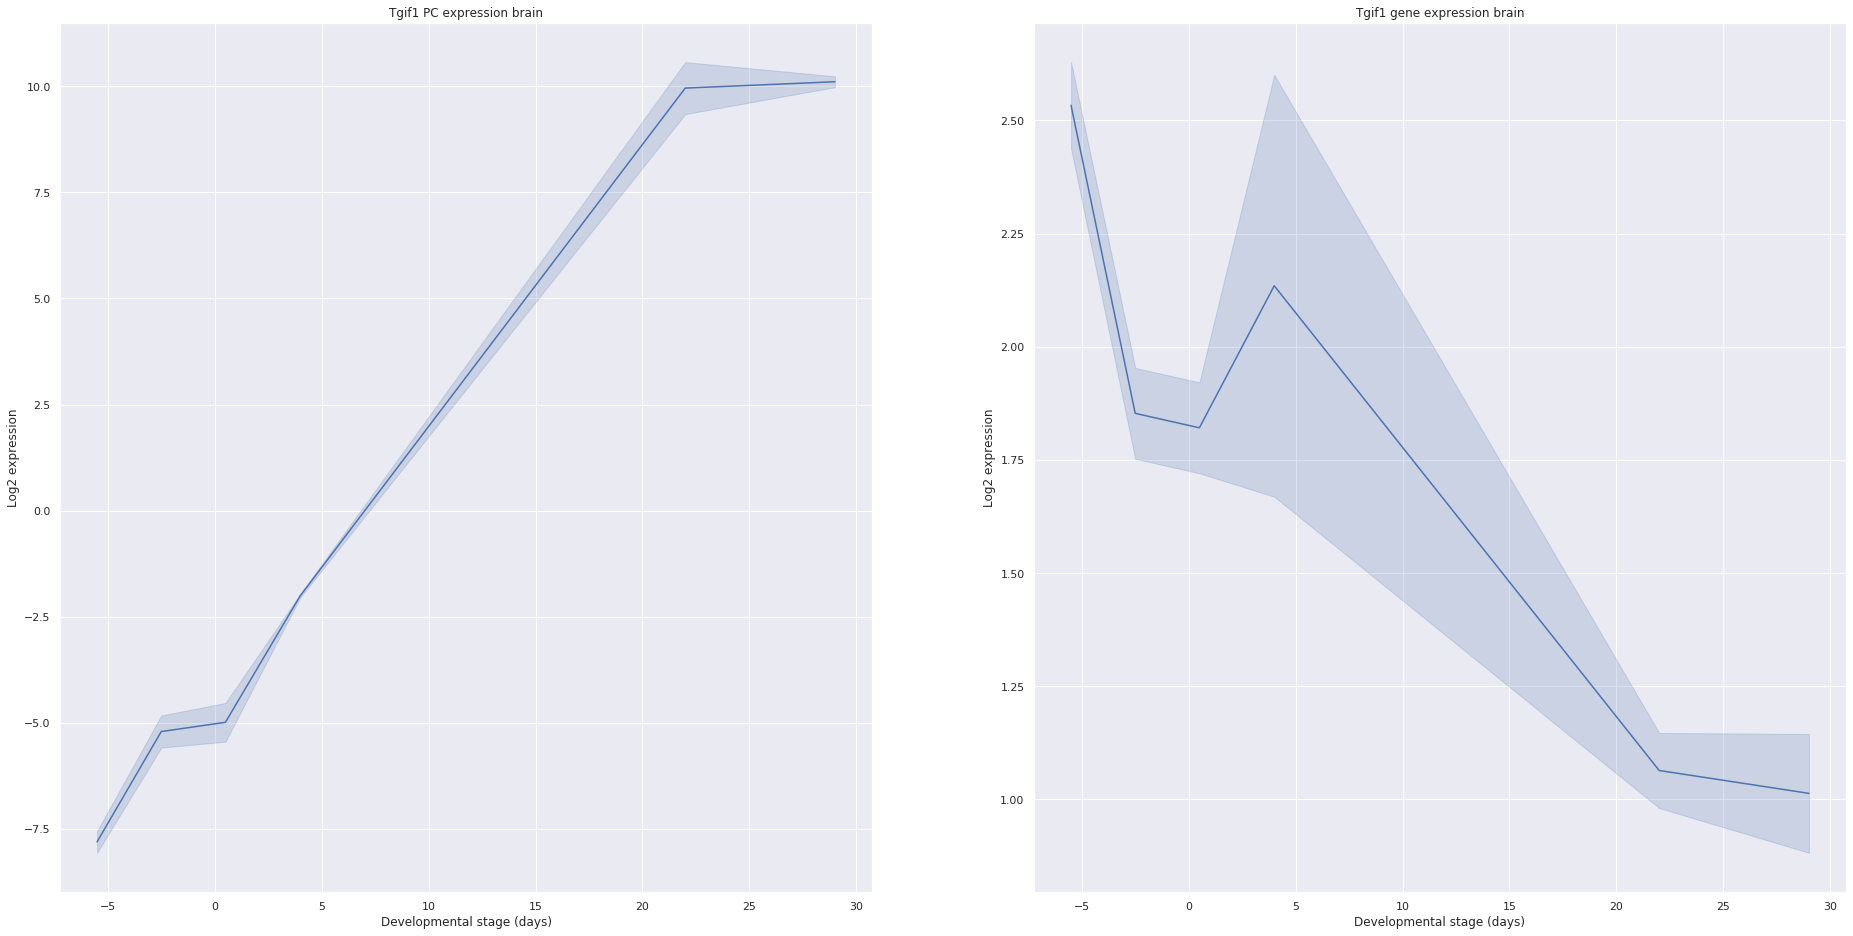 Tgif1 PC expression brain
Log2 expression
10.0
7.5
5.0
2.5
0.0
−2.5
−5.0
−7.5
−5 0 5 10 15 20 25 30
Developmental stage (days)
Tgif1 gene expression brain
Log2 expression
2.50
2.25
2.00
1.75
1.50
1.25
1.00
−5 0 5 10 15 20 25 30
Developmental stage (days)